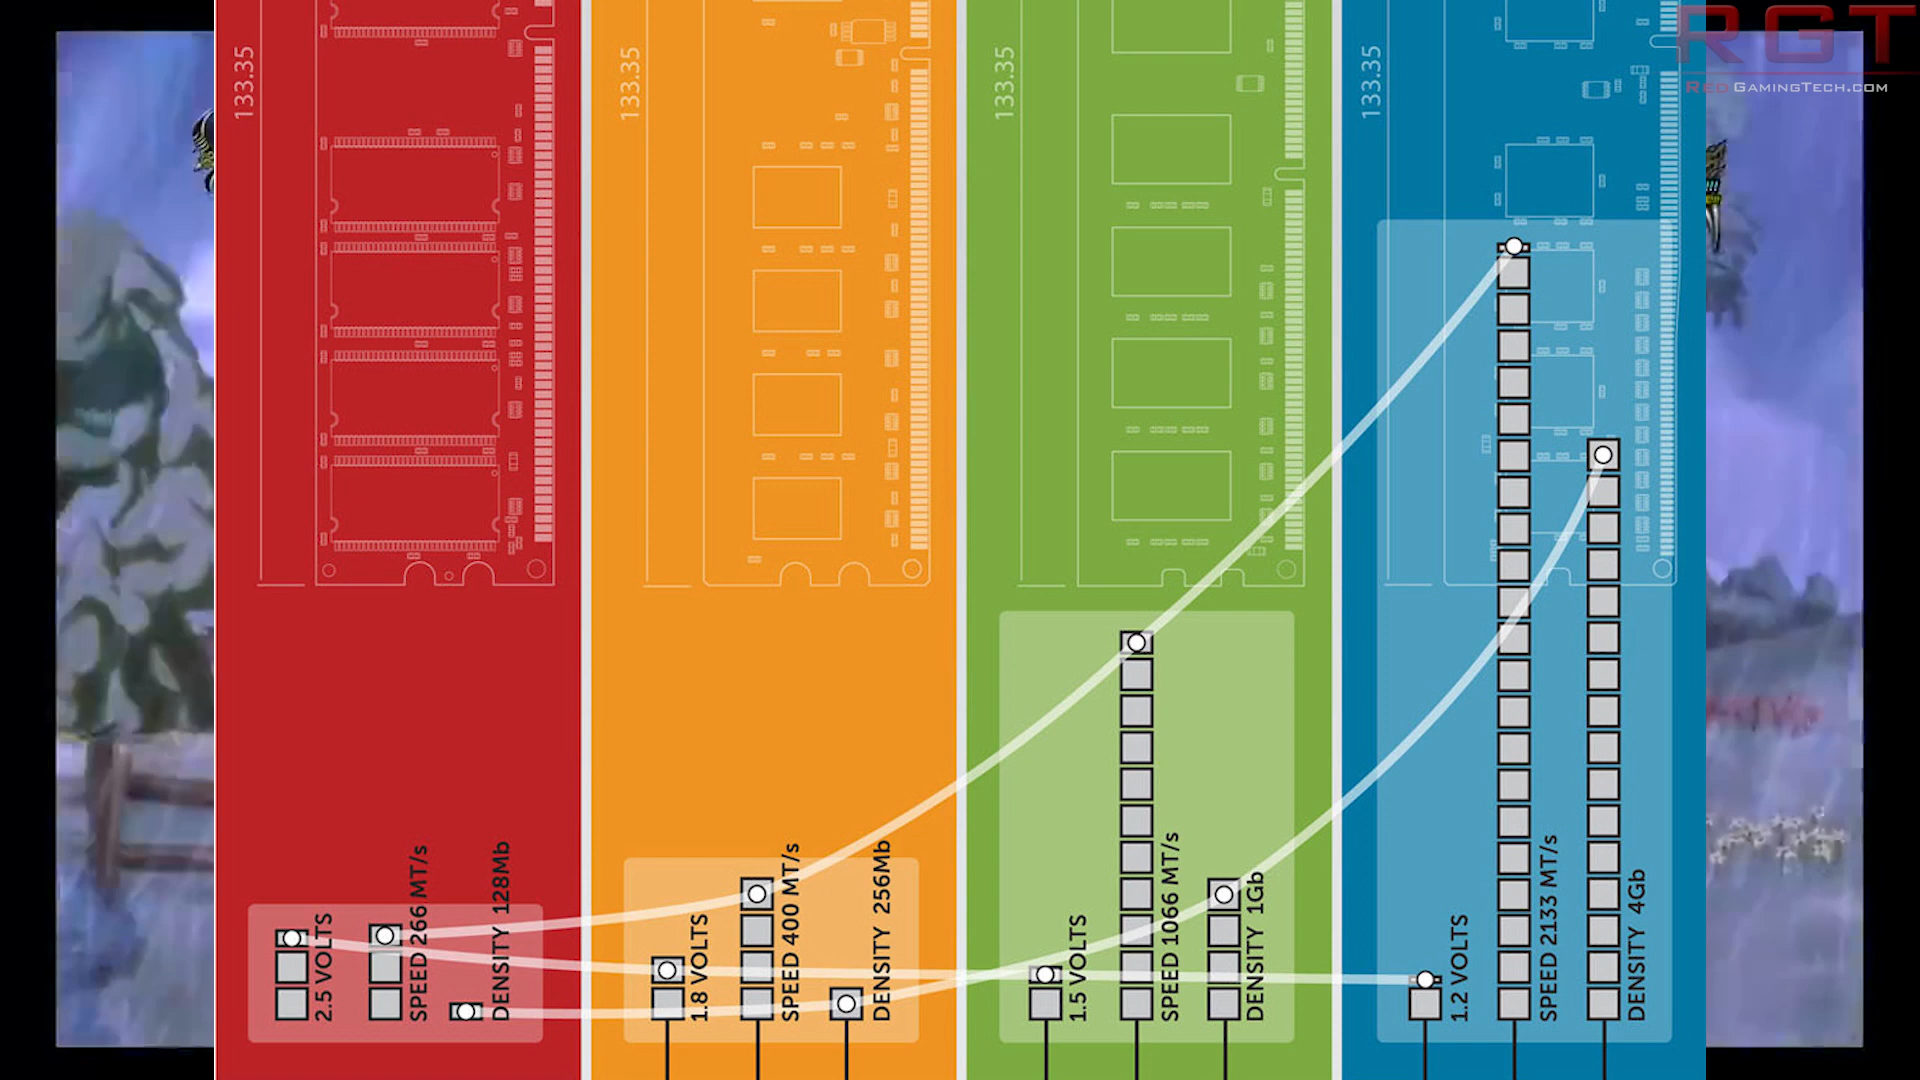 RGT
RedGamingTech.com
133.35
133.35
133.35
133.35
2.5 VOLTS
SPEED 266 MT/s
DENSITY 128Mb
1.8 VOLTS
SPEED 400 MT/s
DENSITY 256Mb
1.5 VOLTS
SPEED 1066 MT/s
DENSITY 1Gb
1.2 VOLTS
SPEED 2133 MT/s
DENSITY 4Gb